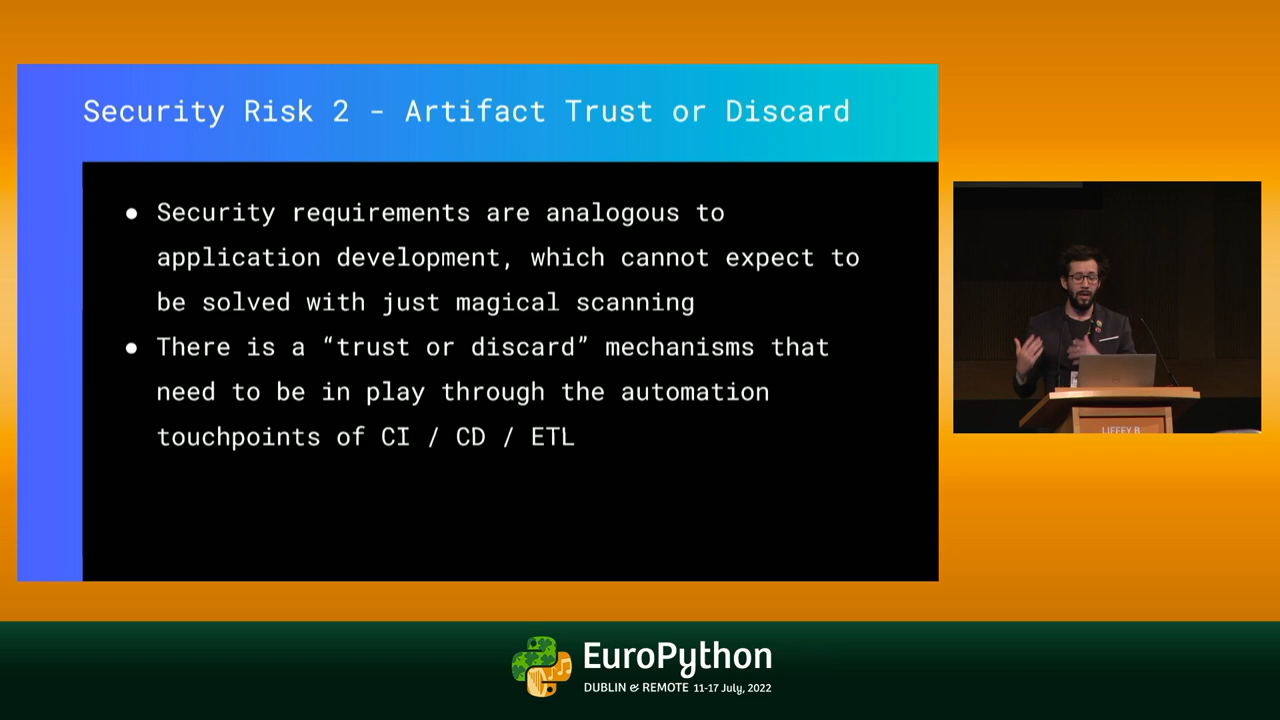 Security Risk 2 - Artifact Trust or Discard
● Security requirements are analogous to
application development, which cannot expect to
be solved with just magical scanning
● There is a “trust or discard” mechanisms that
need to be in play through the automation
touchpoints of CI / CD / ETL
LIFFEY B
EuroPython
DUBLIN & REMOTE 11-17 July, 2022